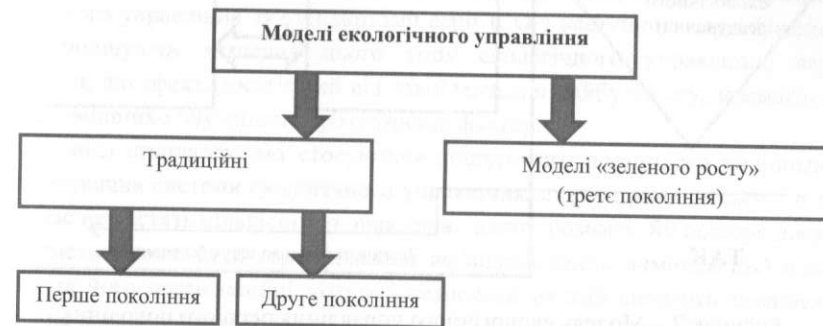 Моделі екологічного управління
Традиційні
Моделі «зеленого росту»
(третє покоління)
Перше покоління
Друге покоління